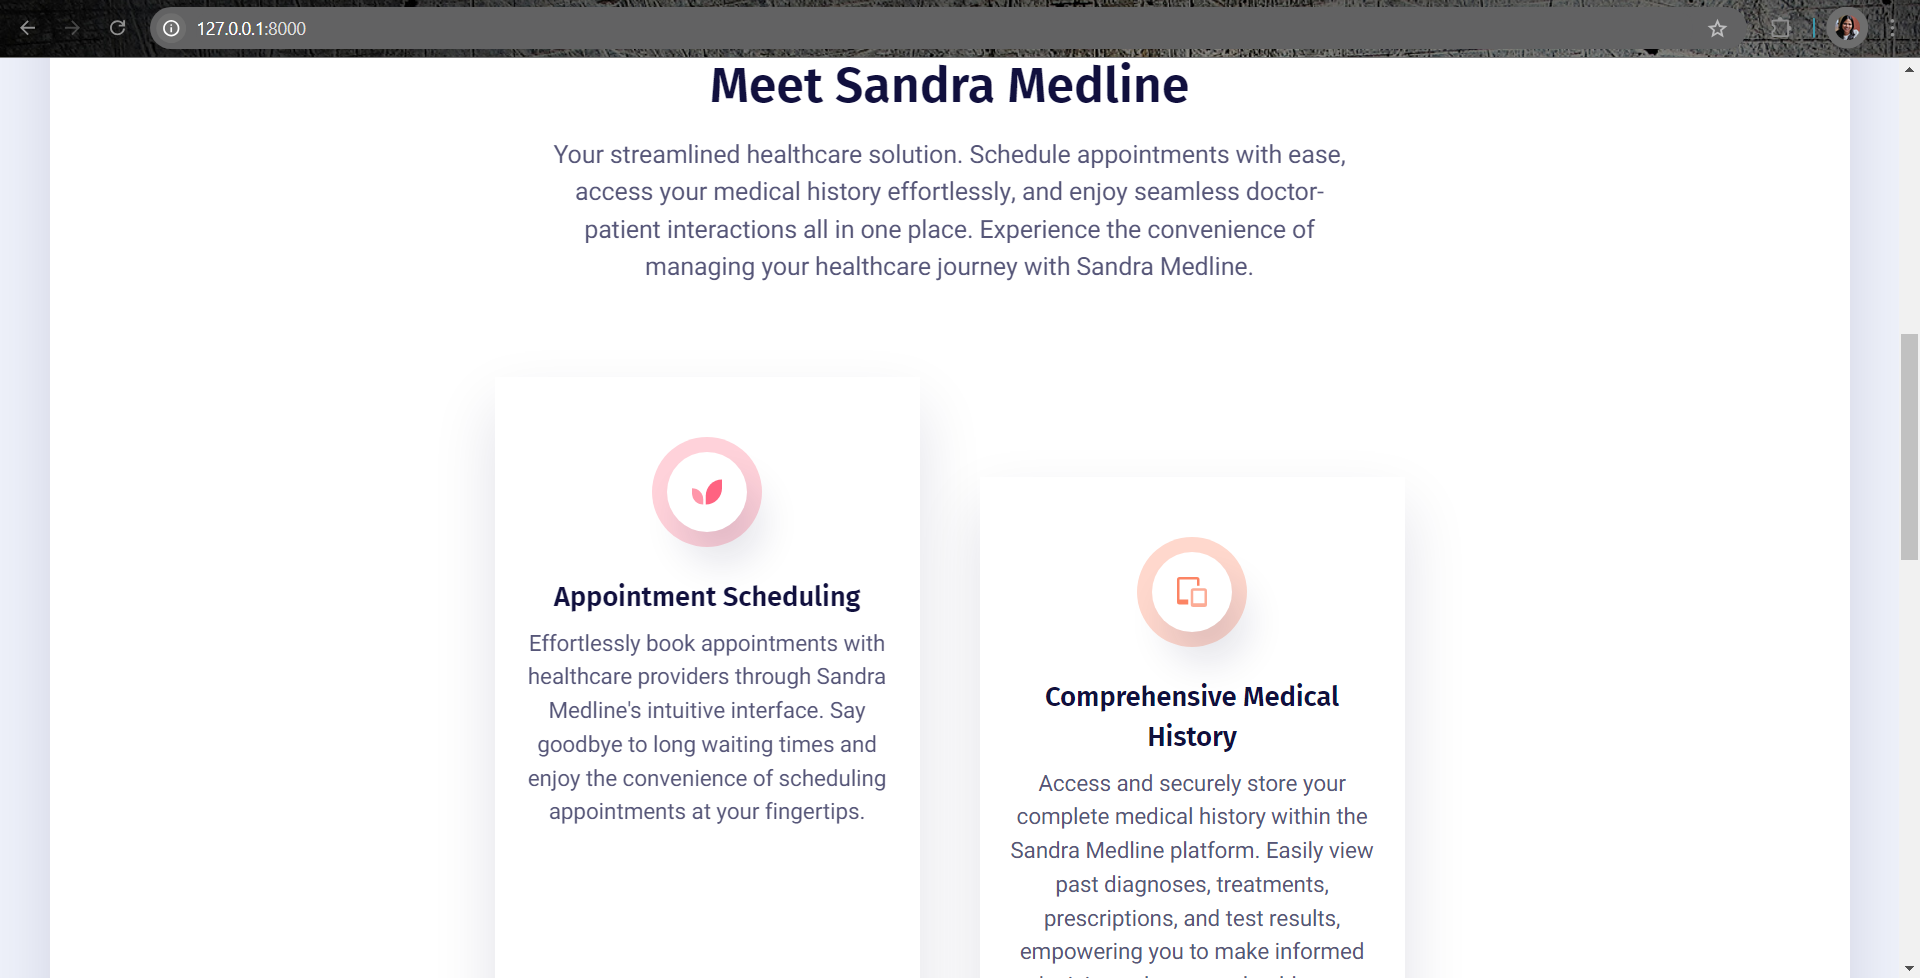 127.0.0.1:8000
Meet Sandra Medline
Your streamlined healthcare solution. Schedule appointments with ease,
access your medical history effortlessly, and enjoy seamless doctor-
patient interactions all in one place. Experience the convenience of
managing your healthcare journey with Sandra Medline.
Appointment Scheduling
Effortlessly book appointments with
healthcare providers through Sandra
Medline's intuitive interface. Say
goodbye to long waiting times and
enjoy the convenience of scheduling
appointments at your fingertips.
Comprehensive Medical
History
Access and securely store your
complete medical history within the
Sandra Medline platform. Easily view
past diagnoses, treatments,
prescriptions, and test results,
empowering you to make informed